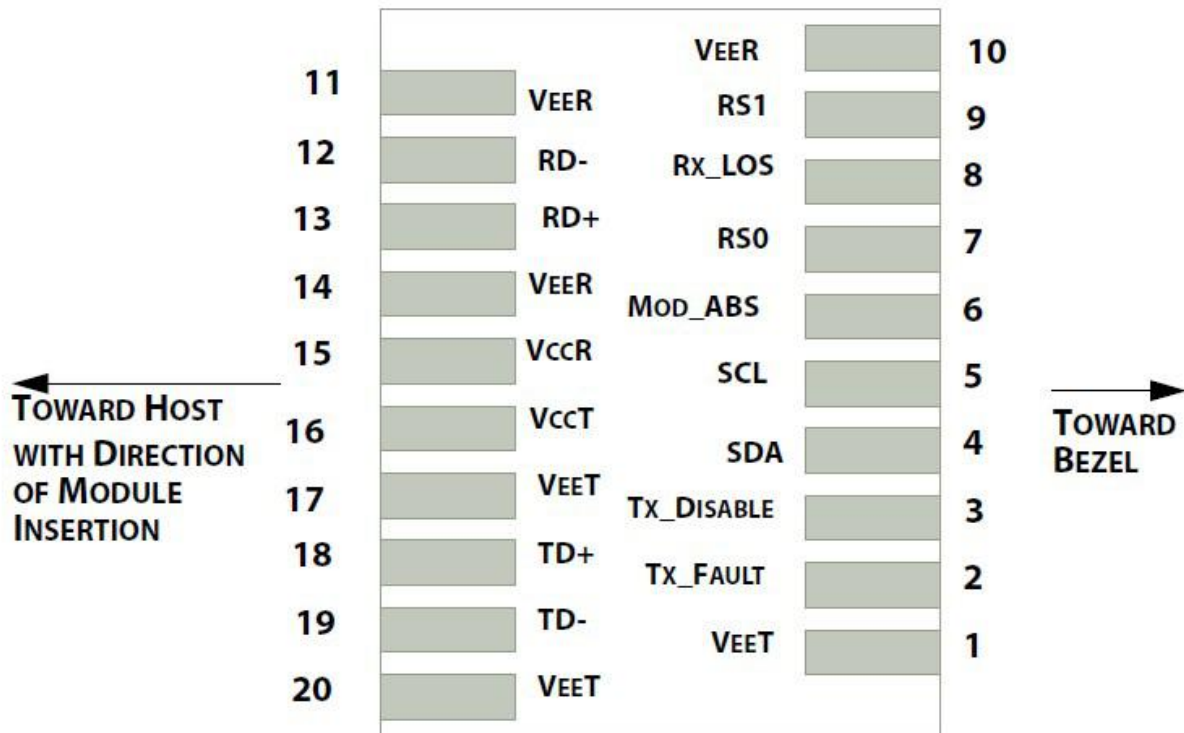 11 VEER
12 RD-
13 RD+
14 VEER
15 VCCR
16 VCCT
17 VEET
18 TD+
19 TD-
20 VEET
VEER 10
RS1 9
RX_LOS 8
RS0 7
MOD_ABS 6
SCL 5
SDA 4
TX_DISABLE 3
TX_FAULT 2
VEET 1
TOWARD HOST
WITH DIRECTION
OF MODULE
INSERTION
TOWARD
BEZEL